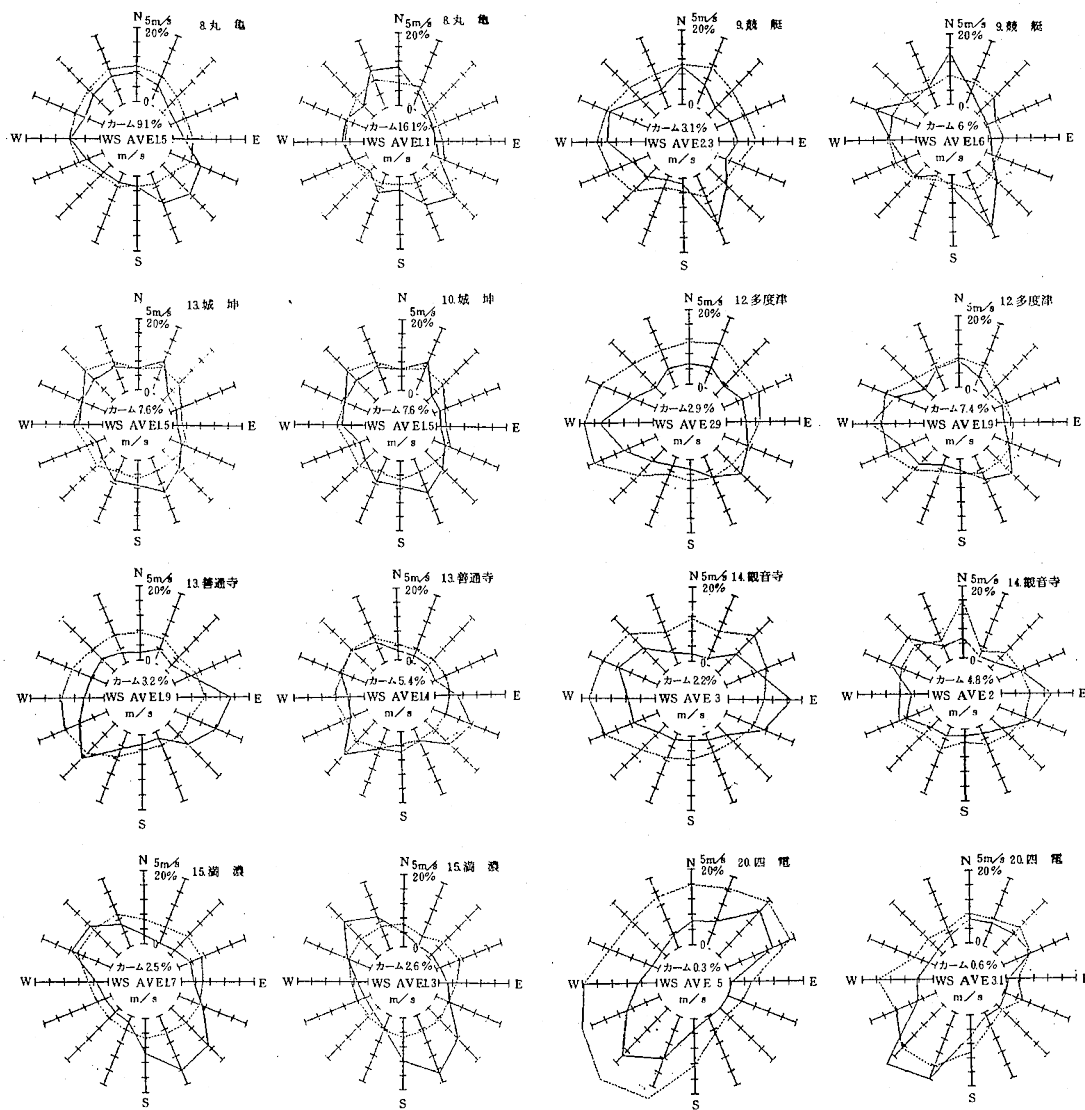 N
5m/s
20%
8.丸 亀
0
カーム9.1%
W
WS AVE1.5
E
m/s
S
N
5m/s
20%
8.丸 亀
0
カーム16.1%
W
WS AVE1.1
E
m/s
S
N
5m/s
20%
9.競 艇
0
カーム3.1%
W
WS AVE2.3
E
m/s
S
N
5m/s
20%
9.競 艇
0
カーム6%
W
WS AVE1.6
E
m/s
S
N
5m/s
20%
13.城 坤
0
カーム7.6%
W
WS AVE1.5
E
m/s
S
N
5m/s
20%
10.城 坤
0
カーム7.6%
W
WS AVE1.5
E
m/s
S
N
5m/s
20%
12.多度津
0
カーム2.9%
W
WS AVE2.9
E
m/s
S
N
5m/s
20%
12.多度津
0
カーム7.4%
W
WS AVE1.9
E
m/s
S
N
5m/s
20%
13.善通寺
0
カーム3.2%
W
WS AVE1.9
E
m/s
S
N
5m/s
20%
13.善通寺
0
カーム5.4%
W
WS AVE1.4
E
m/s
S
N
5m/s
20%
14.観音寺
0
カーム2.2%
W
WS AVE 3
E
m/s
S
N
5m/s
20%
14.観音寺
0
カーム4.8%
W
WS AVE 2
E
m/s
S
N
5m/s
20%
15.満 濃
0
カーム2.5%
W
WS AVE1.7
E
m/s
S
N
5m/s
20%
15.満 濃
0
カーム2.6%
W
WS AVE1.3
E
m/s
S
N
5m/s
20%
20.四 電
0
カーム0.3%
W
WS AVE 5
E
m/s
S
N
5m/s
20%
20.四 電
0
カーム0.6%
W
WS AVE3.1
E
m/s
S